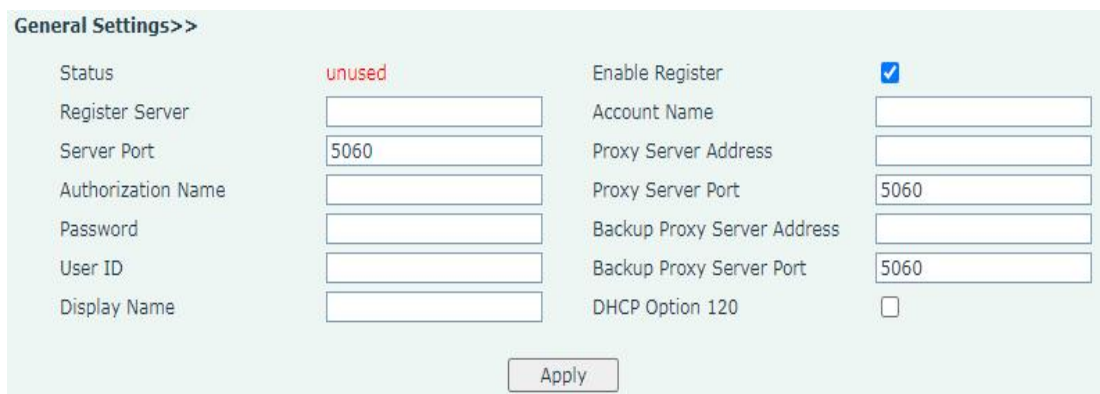 General Settings>>
Status unused Enable Register
Register Server Account Name
Server Port 5060 Proxy Server Address
Authorization Name Proxy Server Port 5060
Password Backup Proxy Server Address
User ID Backup Proxy Server Port 5060
Display Name DHCP Option 120
Apply